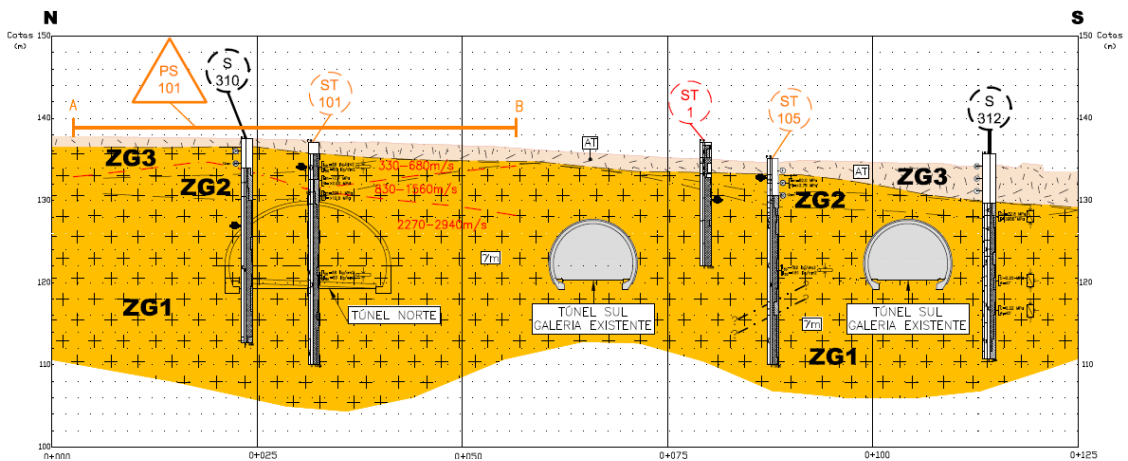 N
S
Cotas
(m)
150
150
Cotas
(m)
PS
101
S
310
ST
101
ST
1
ST
105
S
312
A
B
140
140
AT
ZG3
330-680m/s
ZG2
830-1560m/s
AT
ZG3
ZG2
130
130
2270-2940m/s
7m
120
120
ZG1
TÚNEL NORTE
TÚNEL SUL
GALERIA EXISTENTE
TÚNEL SUL
GALERIA EXISTENTE
7m
ZG1
110
110
100
0+000
0+025
0+050
0+075
0+100
0+125